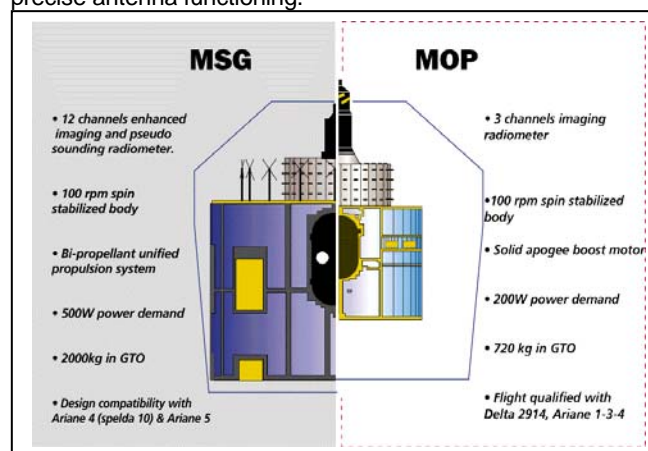 precise antenna functioning.
MSG
• 12 channels enhanced
imaging and pseudo
sounding radiometer.
• 100 rpm spin
stabilized body
• Bi-propellant unified
propulsion system
• 500W power demand
• 2000kg in GTO
• Design compatibility with
Ariane 4 (spelda 10) & Ariane 5
MOP
• 3 channels imaging
radiometer
•100 rpm spin stabilized
body
• Solid apogee boost motor
• 200W power demand
• 720 kg in GTO
• Flight qualified with
Delta 2914, Ariane 1-3-4